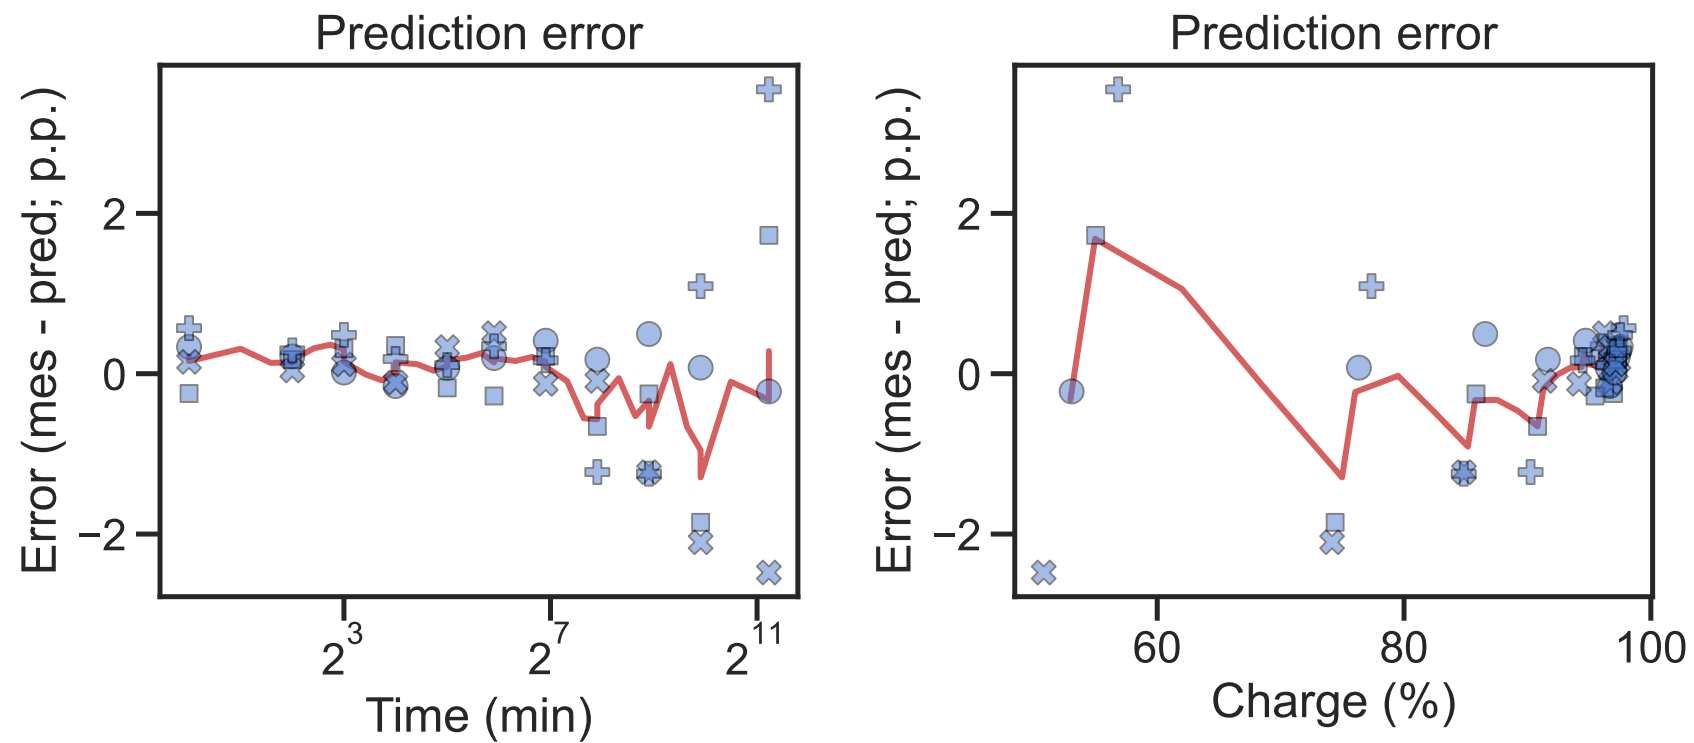 Prediction error
Error (mes - pred; p.p.)
2
0
−2
2^3
2^7
2^11
Time (min)
Prediction error
Error (mes - pred; p.p.)
2
0
−2
60
80
100
Charge (%)